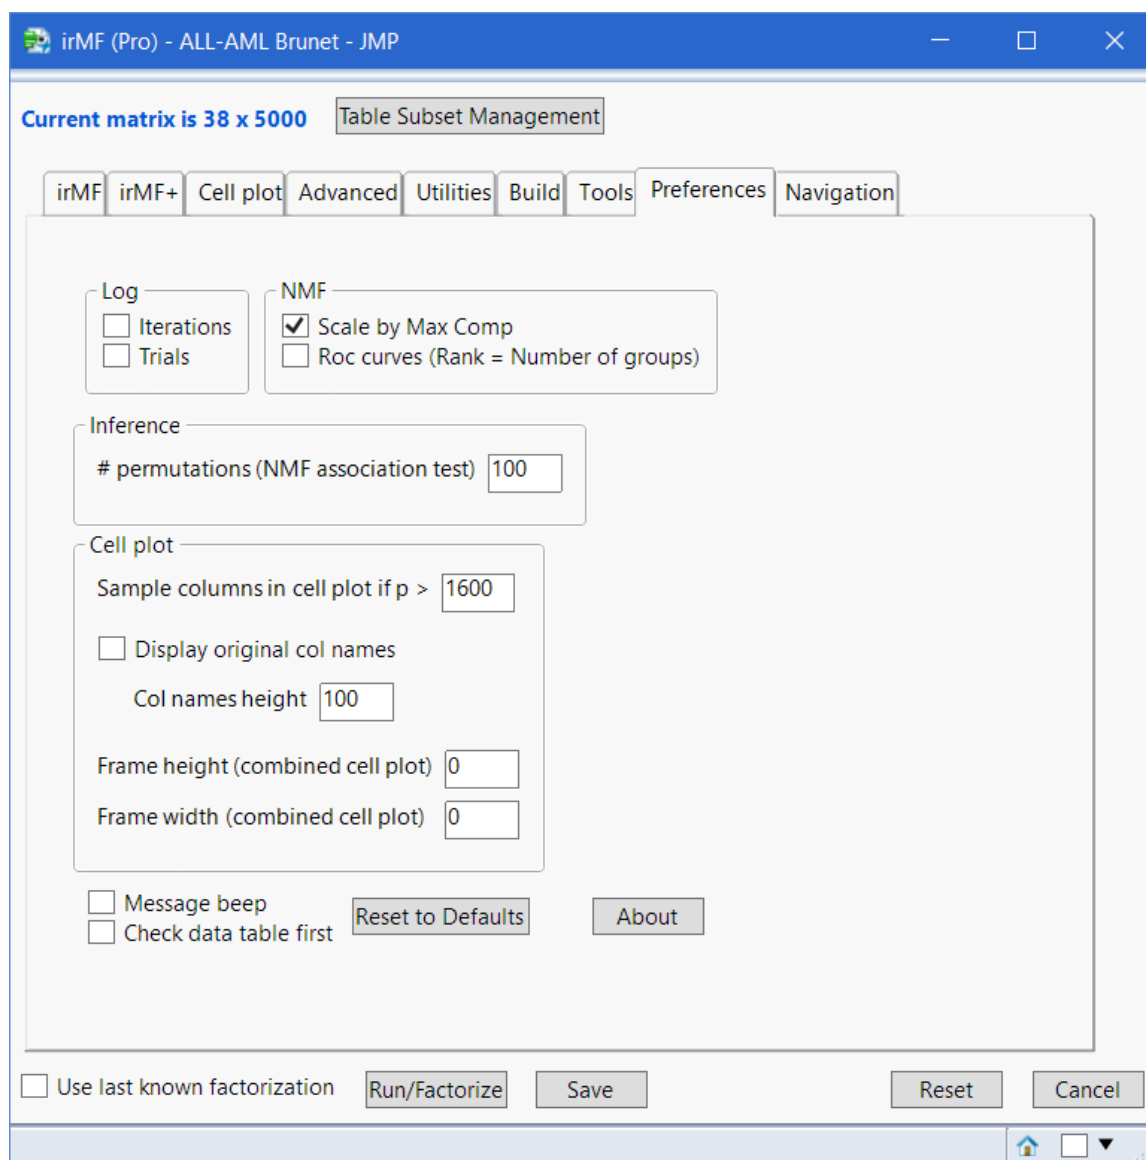 irMF (Pro) - ALL-AML Brunet - JMP
Current matrix is 38 x 5000 Table Subset Management
irMF irMF+ Cell plot Advanced Utilities Build Tools Preferences Navigation
Log NMF
Iterations Scale by Max Comp
Trials Roc curves (Rank = Number of groups)
Inference
# permutations (NMF association test) 100
Cell plot
Sample columns in cell plot if p > 1600
Display original col names
Col names height 100
Frame height (combined cell plot) 0
Frame width (combined cell plot) 0
Message beep
Check data table first Reset to Defaults About
Use last known factorization Run/Factorize Save Reset Cancel